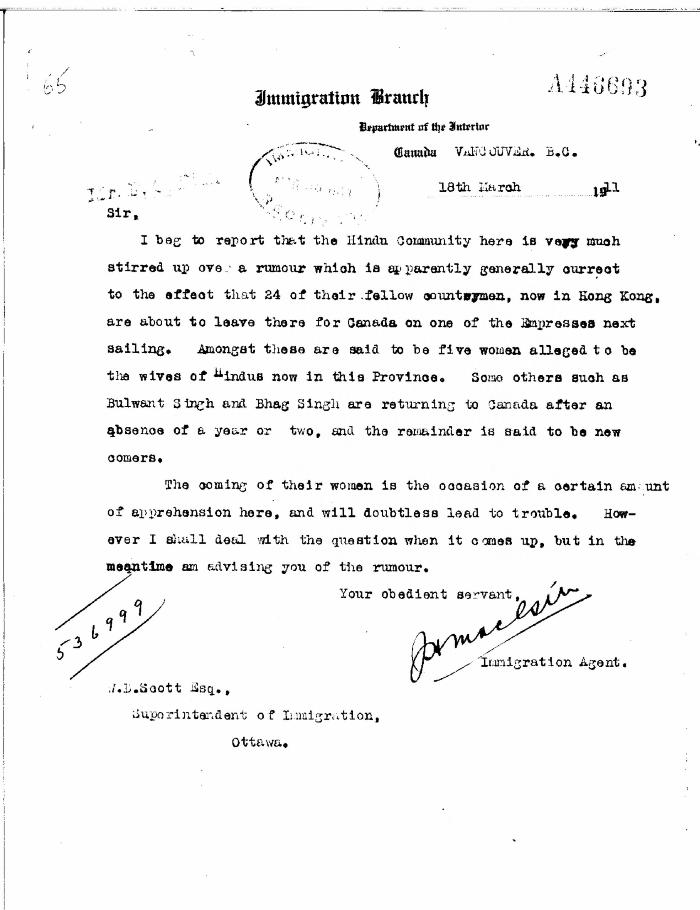 65
A446693
Immigration Branch
Department of the Interior
Canada VANCOUVER. B.C.
18th March 1911
Mr.
Sir,
I beg to report that the Hindu Community here is very much
stirred up over a rumour which is apparently generally currect
to the effect that 24 of their fellow countrymen, now in Hong Kong,
are about to leave there for Canada on one of the Empresses next
sailing. Amongst these are said to be five women alleged to be
the wives of Hindus now in this Province. Some others such as
Bulwant Singh and Bhag Singh are returning to Canada after an
absence of a year or two, and the remainder is said to be new
comers.
The coming of their women is the occasion of a certain am unt
of apprehension here, and will doubtless lead to trouble. How-
ever I shall deal with the question when it comes up, but in the
meantime am advising you of the rumour.
Your obedient servant,
Immigration Agent.
536999
W.D.Scott Esq.,
Superintendent of Immigration,
Ottawa.